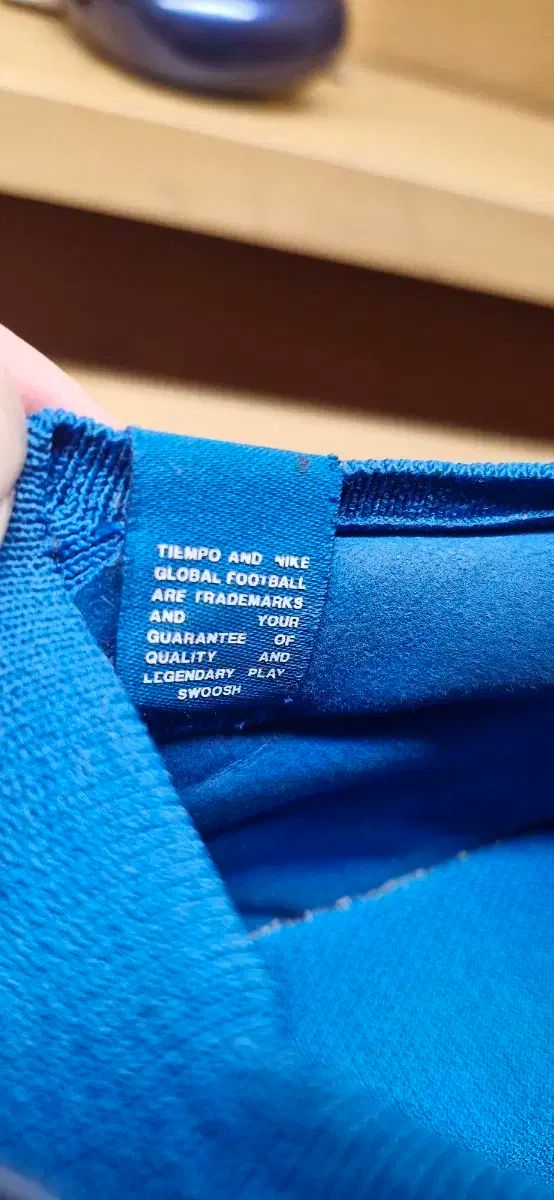 TIEMPO AND NIKE
GLOBAL FOOTBALL
ARE TRADEMARKS
AND YOUR
GUARANTEE OF
QUALITY AND
LEGENDARY PLAY
SWOOSH